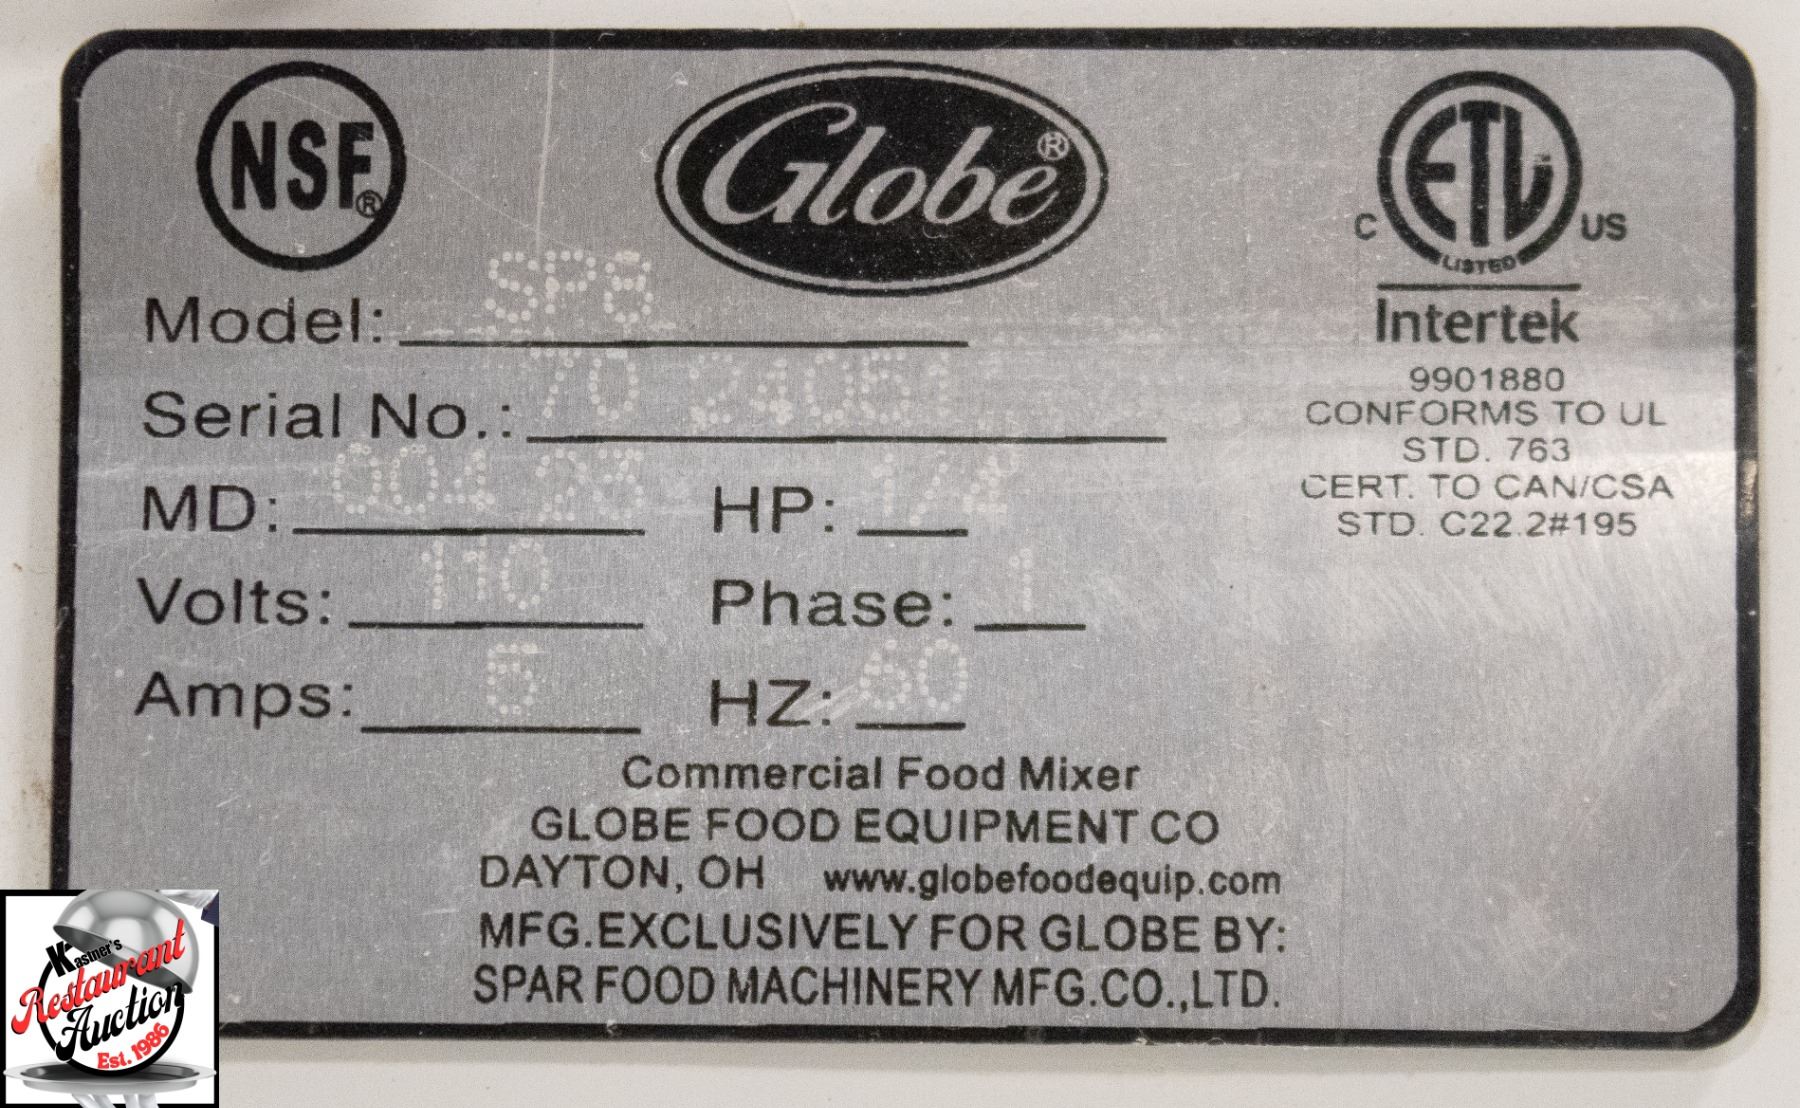 NSF®
Globe®
ETL
C US
LISTED
Intertek
9901880
CONFORMS TO UL
STD. 763
CERT. TO CAN/CSA
STD. C22.2#195
Model: SP8
Serial No.: 70
MD: HP: 1/4
Volts: 110 Phase: 1
Amps: 5 HZ: 60
Commercial Food Mixer
GLOBE FOOD EQUIPMENT CO
DAYTON, OH www.globefoodequip.com
MFG.EXCLUSIVELY FOR GLOBE BY:
SPAR FOOD MACHINERY MFG.CO.,LTD.
Kastner's
Restaurant
Auction
Est. 1986